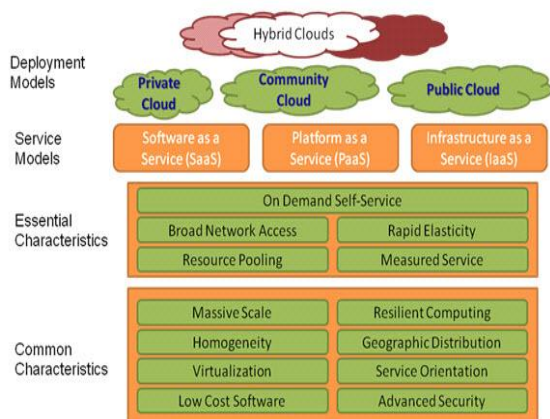 Hybrid Clouds
Deployment
Models
Private
Cloud
Community
Cloud
Public Cloud
Service
Models
Software as a
Service (SaaS)
Platform as a
Service (PaaS)
Infrastructure as a
Service (IaaS)
Essential
Characteristics
On Demand Self-Service
Broad Network Access
Rapid Elasticity
Resource Pooling
Measured Service
Common
Characteristics
Massive Scale
Resilient Computing
Homogeneity
Geographic Distribution
Virtualization
Service Orientation
Low Cost Software
Advanced Security